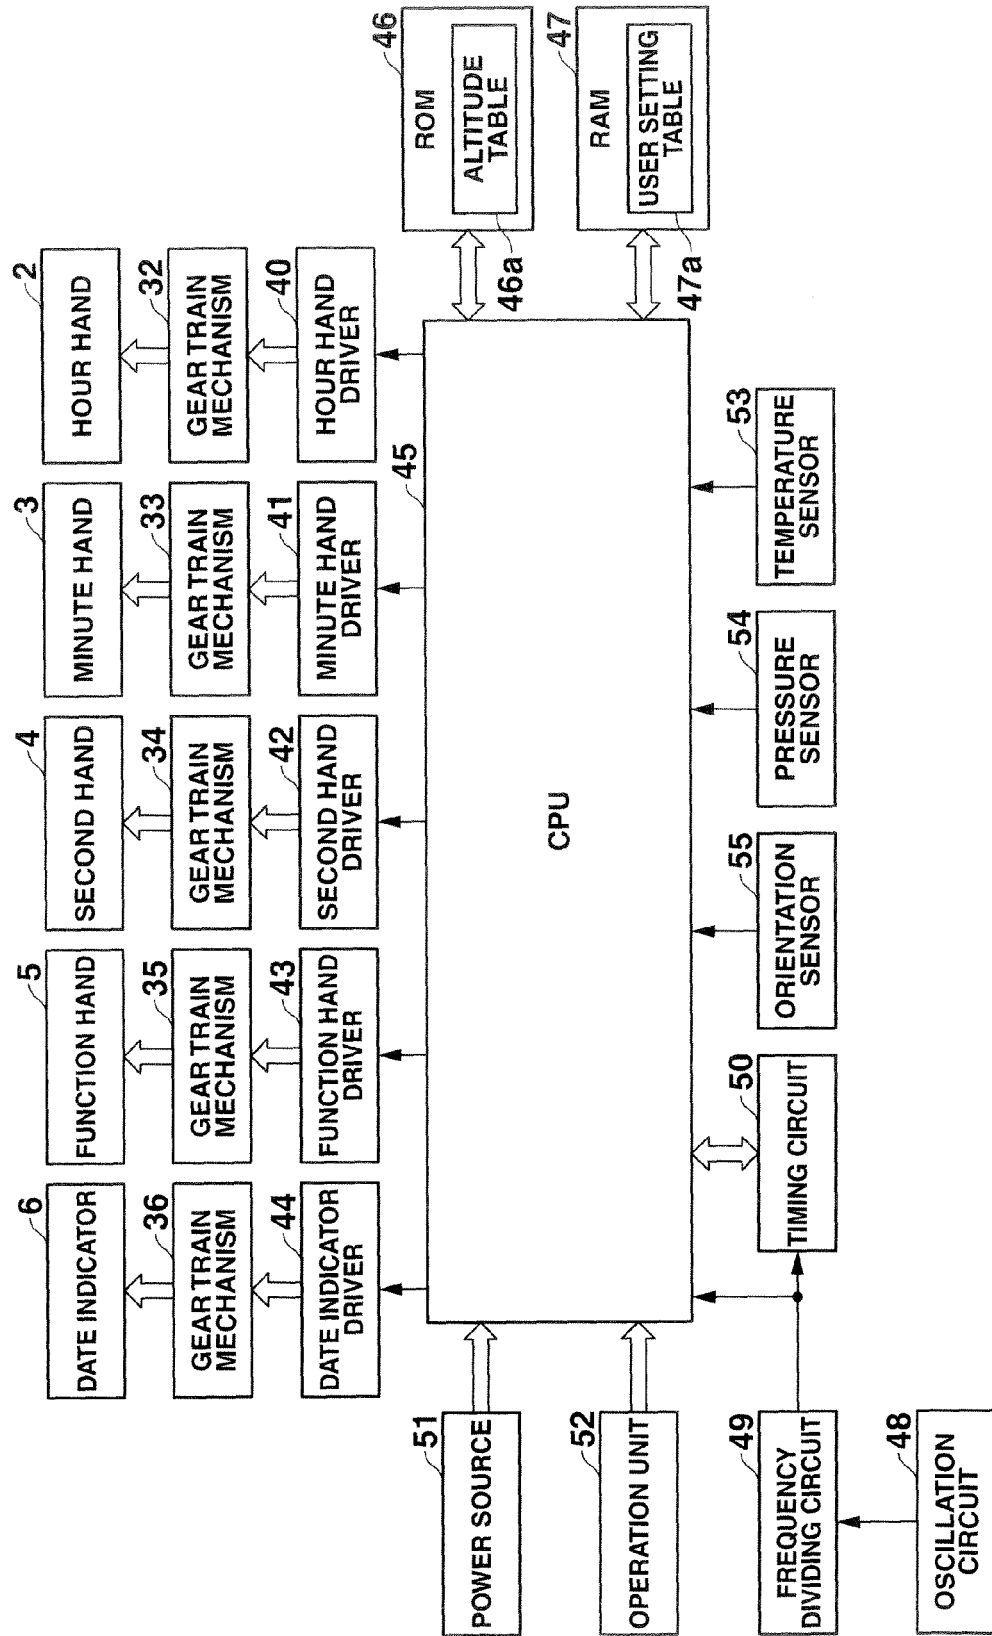 6
DATE INDICATOR
36
GEAR TRAIN
MECHANISM
44
DATE INDICATOR
DRIVER
5
FUNCTION HAND
35
GEAR TRAIN
MECHANISM
43
FUNCTION HAND
DRIVER
4
SECOND HAND
34
GEAR TRAIN
MECHANISM
42
SECOND HAND
DRIVER
3
MINUTE HAND
33
GEAR TRAIN
MECHANISM
41
MINUTE HAND
DRIVER
2
HOUR HAND
32
GEAR TRAIN
MECHANISM
40
HOUR HAND
DRIVER
45
CPU
46
ROM
ALTITUDE
TABLE
46a
47
RAM
USER SETTING
TABLE
47a
51
POWER SOURCE
52
OPERATION UNIT
49
FREQUENCY
DIVIDING CIRCUIT
48
OSCILLATION
CIRCUIT
50
TIMING CIRCUIT
55
ORIENTATION
SENSOR
54
PRESSURE
SENSOR
53
TEMPERATURE
SENSOR